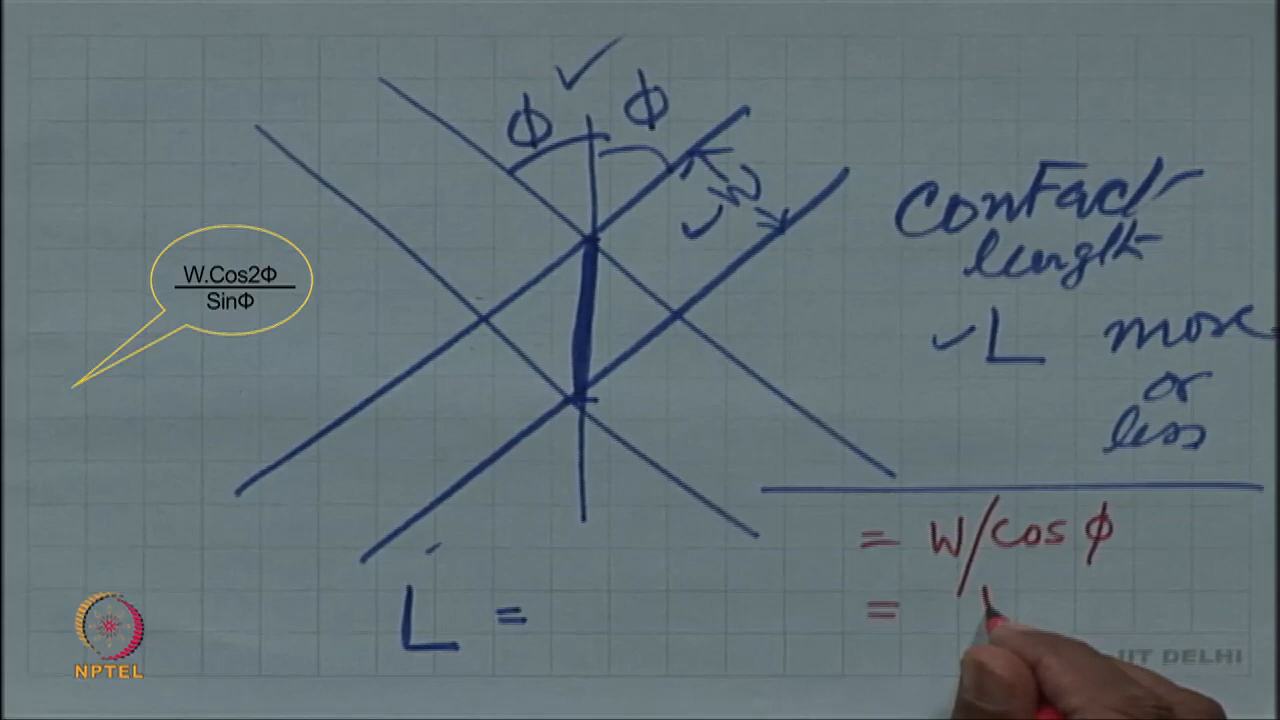 Φ Φ
W
W.Cos2Φ
SinΦ
Contact
length
L more
or
less
= W/cos ϕ
L =
=
IIT DELHI
NPTEL